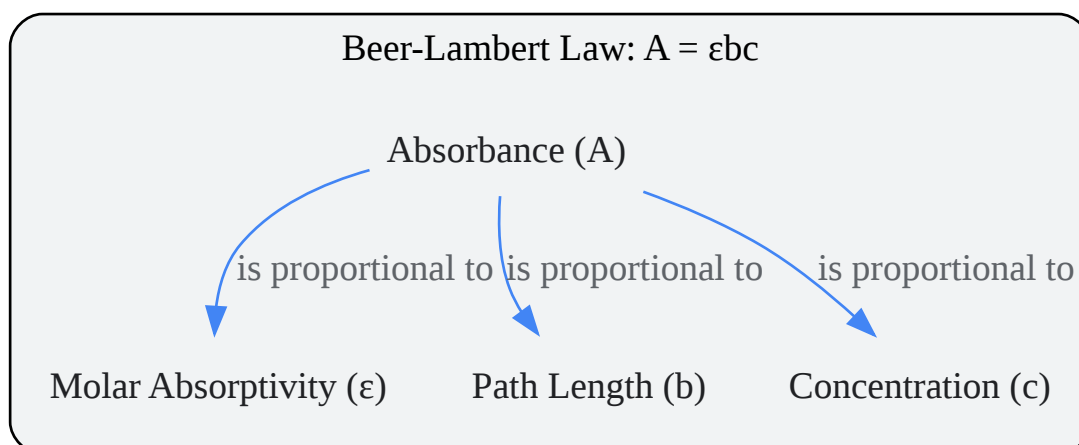 Beer-Lambert Law: A = εbc
Absorbance (A)
is proportional to is proportional to is proportional to
Molar Absorptivity (ε) Path Length (b) Concentration (c)